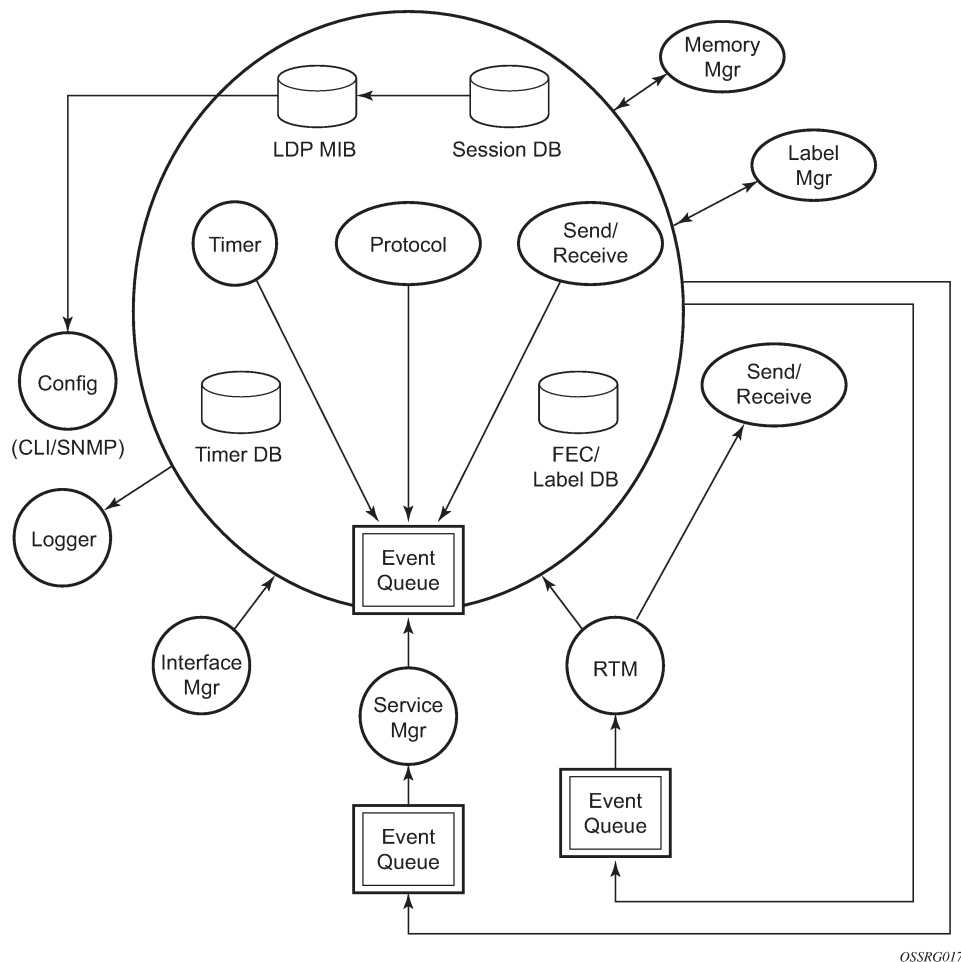 Memory
Mgr
LDP MIB
Session DB
Label
Mgr
Timer
Protocol
Send/
Receive
Config
(CLI/SNMP)
Send/
Receive
Timer DB
FEC/
Label DB
Logger
Event
Queue
Interface
Mgr
RTM
Service
Mgr
Event
Queue
Event
Queue
OSSRG017